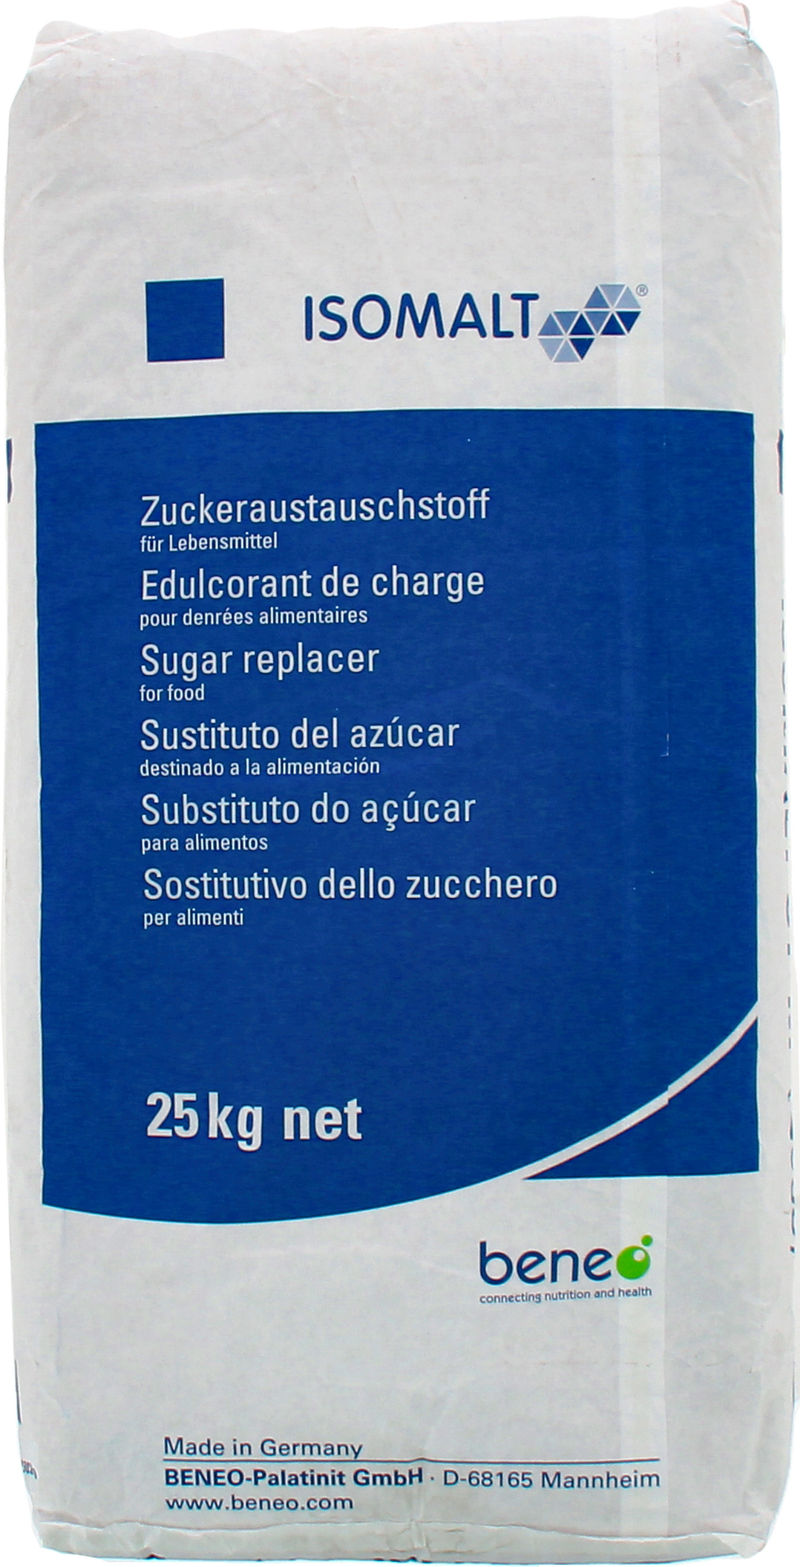 ISOMALT®
Zuckeraustauschstoff
für Lebensmittel
Edulcorant de charge
pour denrées alimentaires
Sugar replacer
for food
Sustituto del azúcar
destinado a la alimentación
Substituto do açúcar
para alimentos
Sostitutivo dello zucchero
per alimenti
25 kg net
beneo
connecting nutrition and health
Made in Germany
BENEO-Palatinit GmbH · D-68165 Mannheim
www.beneo.com